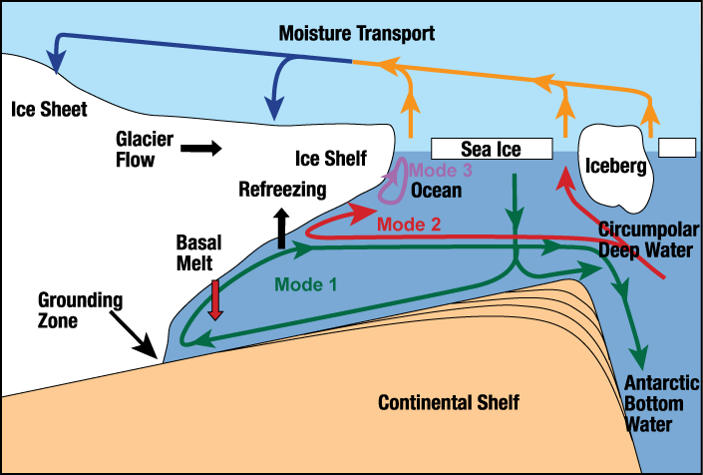 Moisture Transport
Ice Sheet
Glacier
Flow
Ice Shelf
Sea Ice
Iceberg
Mode 3
Ocean
Refreezing
Mode 2
Circumpolar
Deep Water
Basal
Melt
Mode 1
Grounding
Zone
Antarctic
Bottom
Water
Continental Shelf